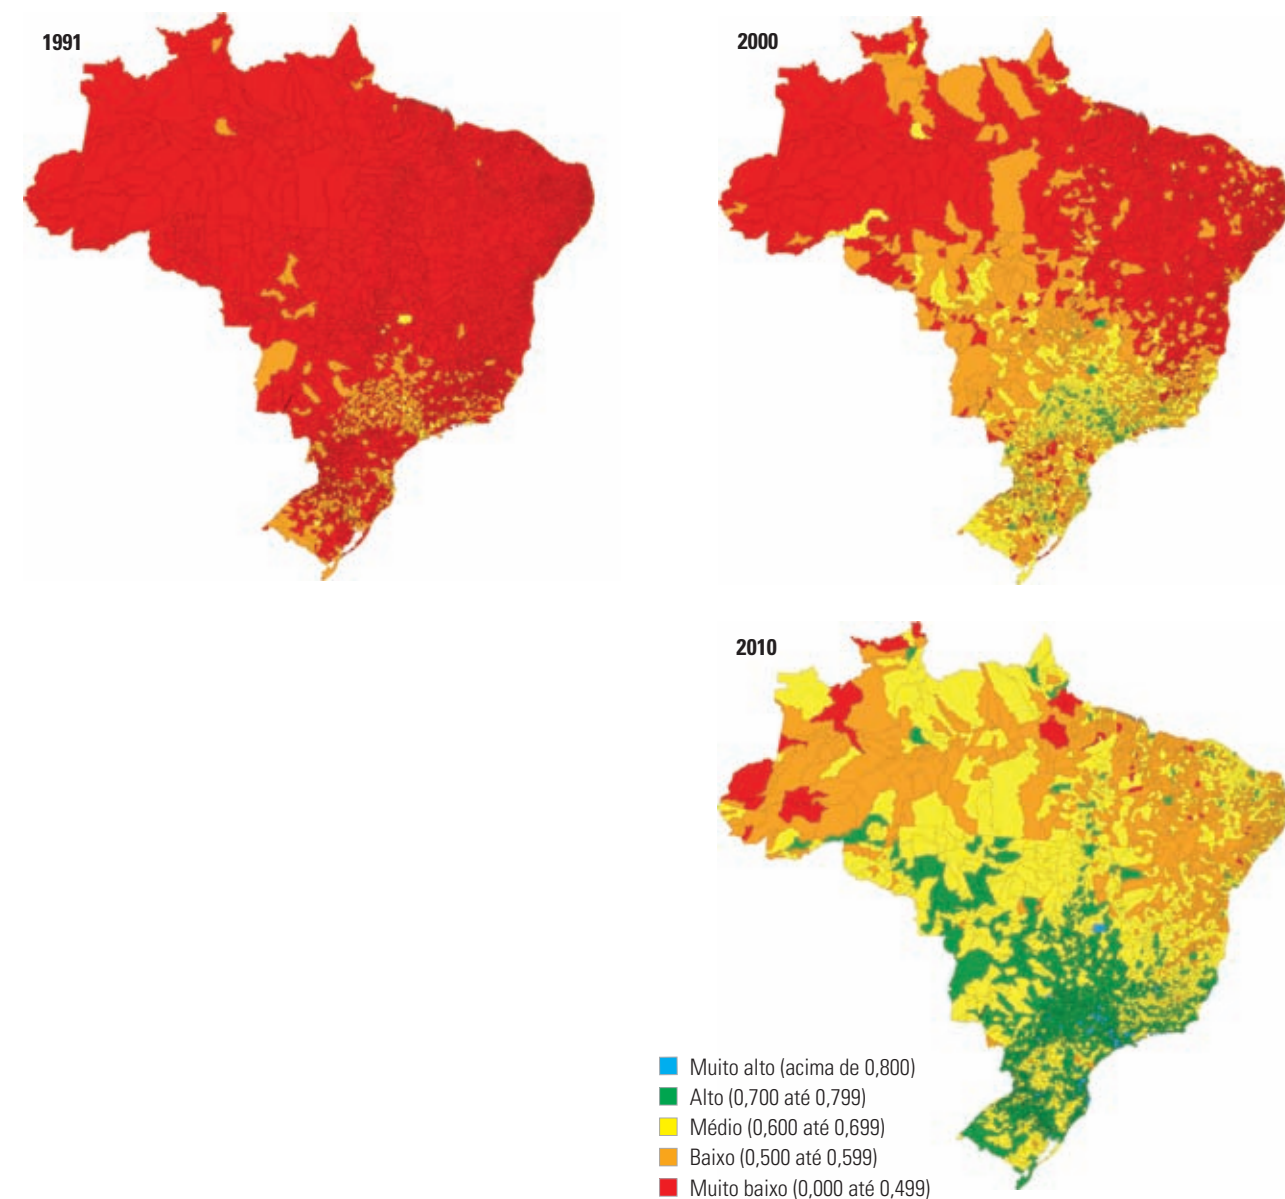 1991
2000
2010
Muito alto (acima de 0,800)
Alto (0,700 até 0,799)
Médio (0,600 até 0,699)
Baixo (0,500 até 0,599)
Muito baixo (0,000 até 0,499)